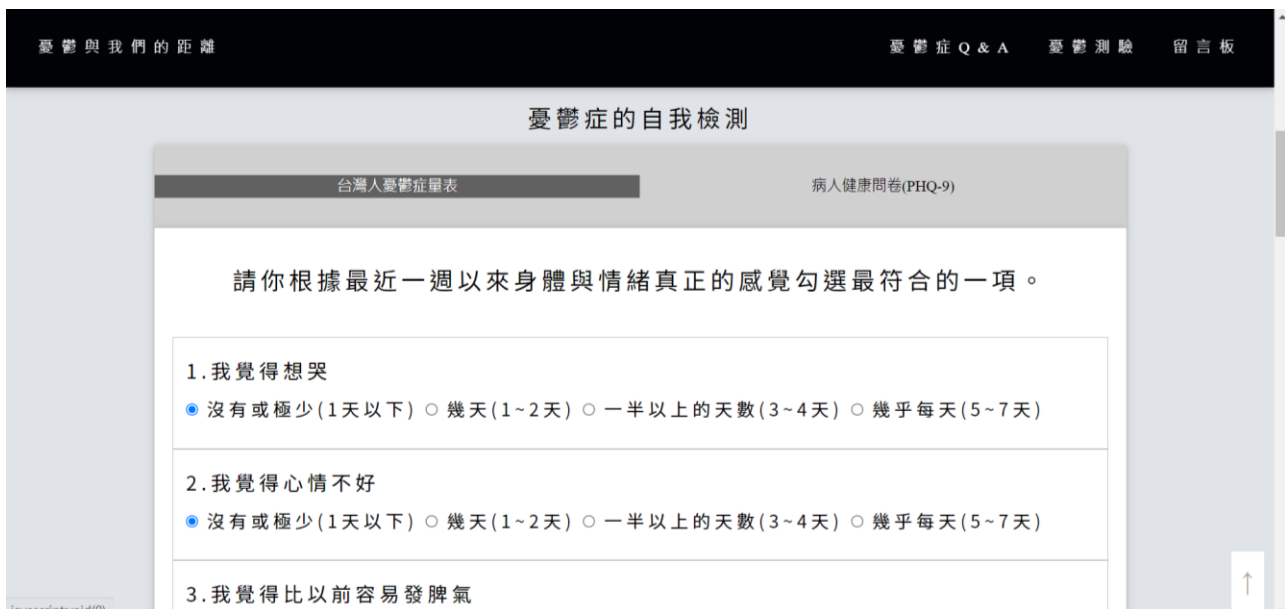 憂鬱與我們的距離 憂鬱症Q & A 憂鬱測驗 留言板
憂鬱症的自我檢測
台灣人憂鬱症量表 病人健康問卷(PHQ-9)
請你根據最近一週以來身體與情緒真正的感覺勾選最符合的一項。
1.我覺得想哭
沒有或極少(1天以下) 幾天(1~2天) 一半以上的天數(3~4天) 幾乎每天(5~7天)
2.我覺得心情不好
沒有或極少(1天以下) 幾天(1~2天) 一半以上的天數(3~4天) 幾乎每天(5~7天)
3.我覺得比以前容易發脾氣